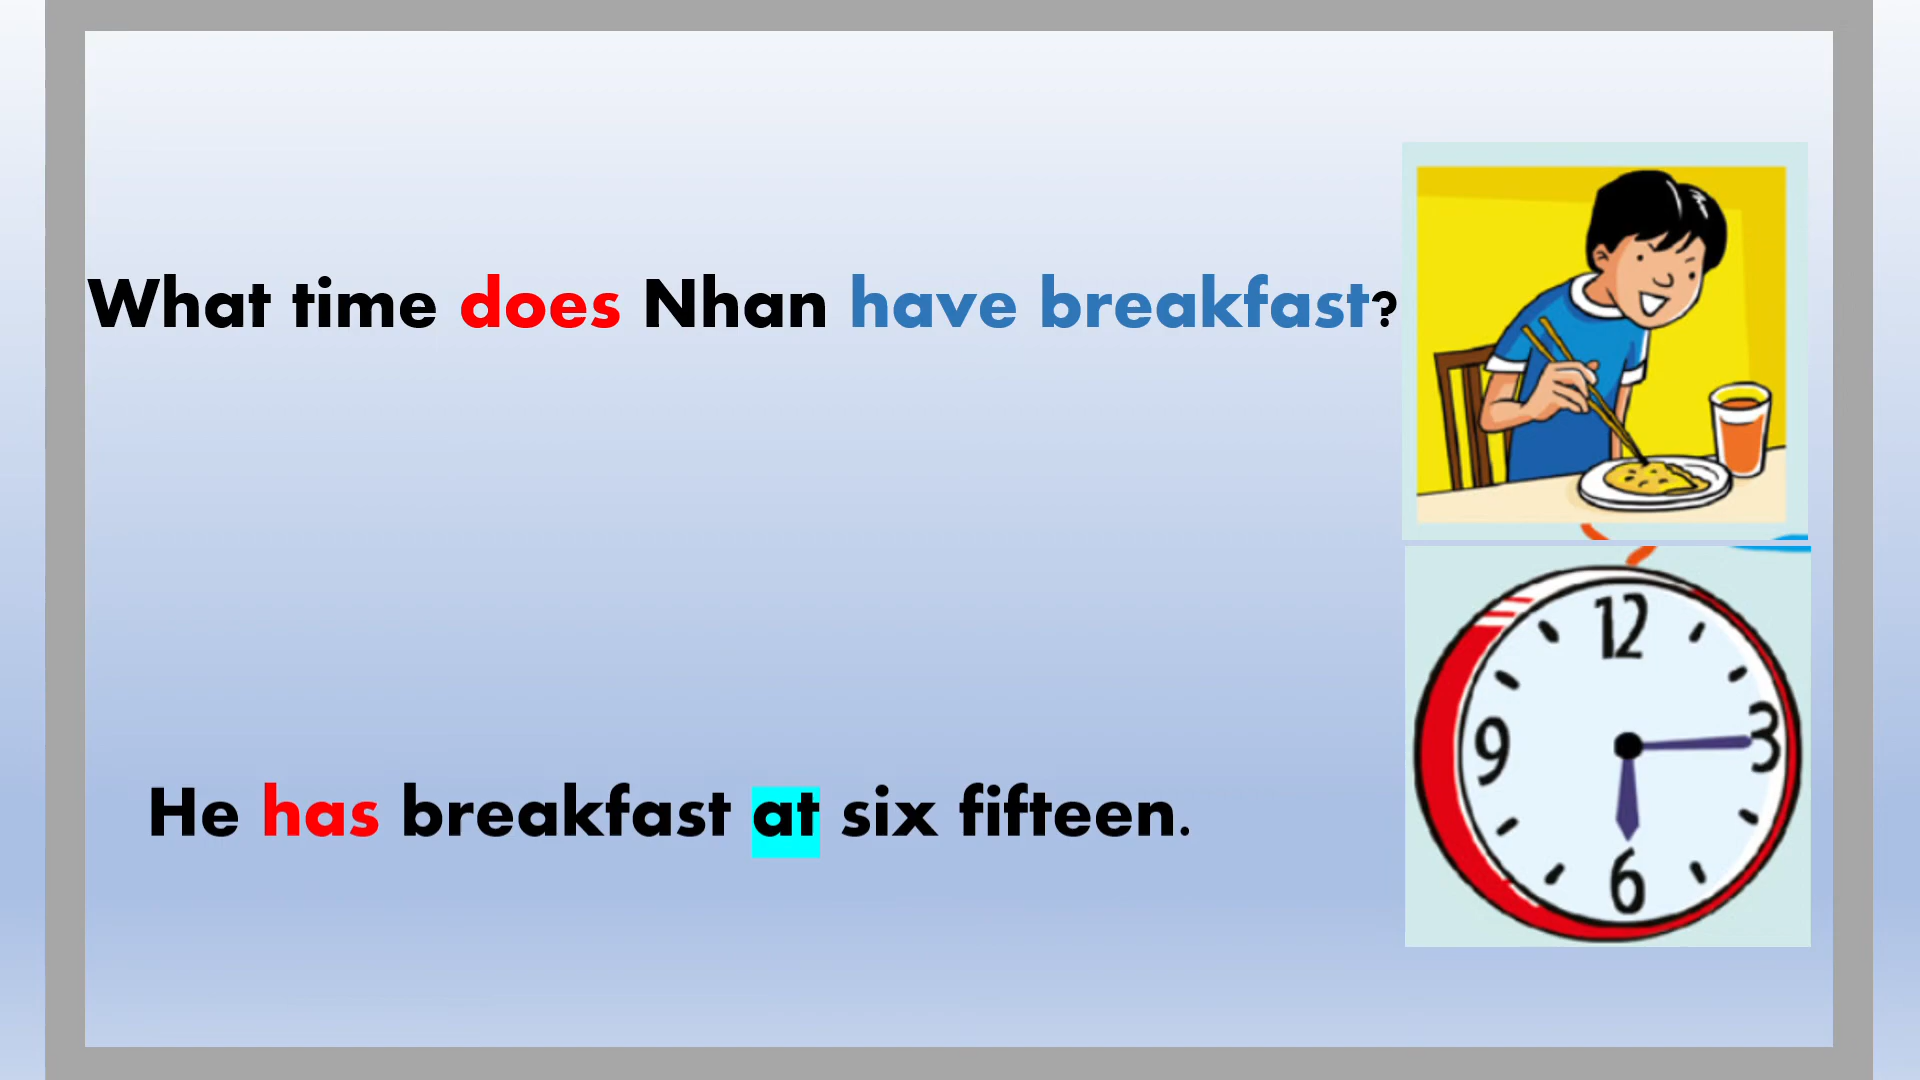 What time does Nhan have breakfast?
He has breakfast at six fifteen.
12
9
3
6